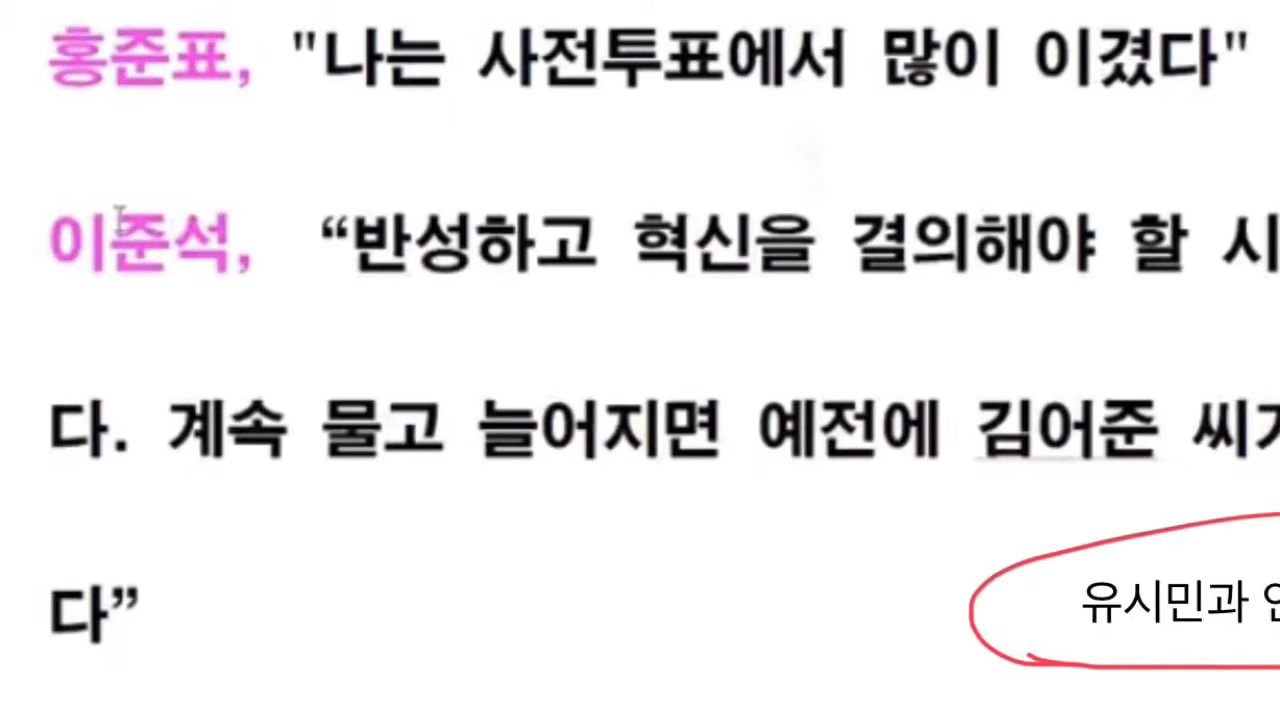 홍준표, "나는 사전투표에서 많이 이겼다"
이준석, “반성하고 혁신을 결의해야 할 시
다. 계속 물고 늘어지면 예전에 김어준 씨
다”
유시민과